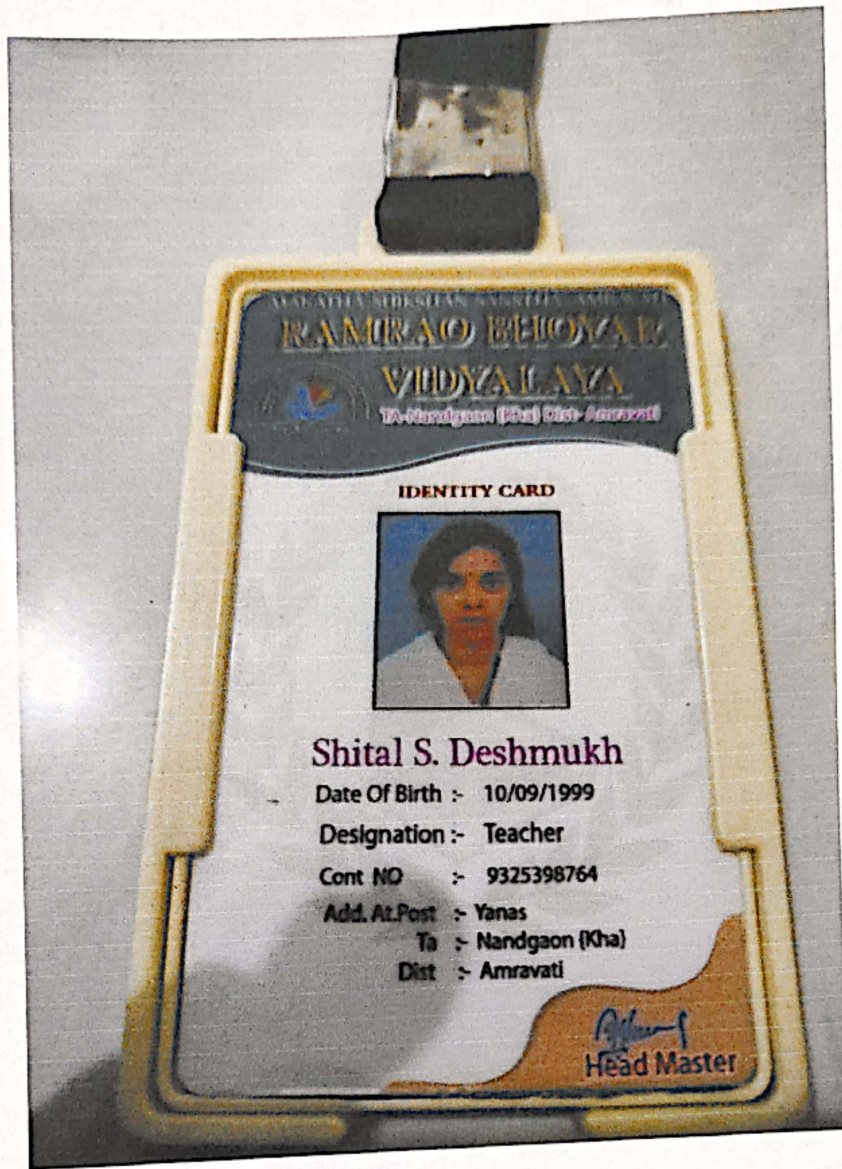 RAMRAO BHOYAR
VIDYALAYA
TA-Nandgaon (Kha) Dist- Amravati
IDENTITY CARD
Shital S. Deshmukh
Date Of Birth :- 10/09/1999
Designation :- Teacher
Cont NO :- 9325398764
Add. At.Post :- Yanas
Ta :- Nandgaon (Kha)
Dist :- Amravati
Head Master